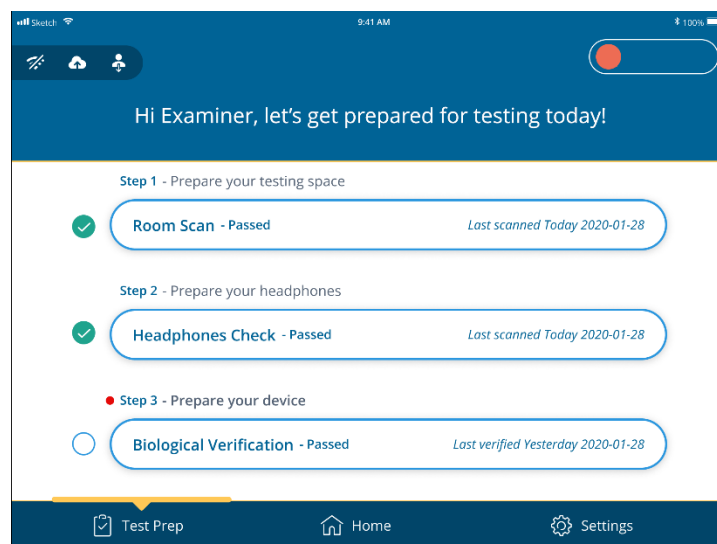 Sketch
9:41 AM
100%
Hi Examiner, let's get prepared for testing today!
Step 1 - Prepare your testing space
Room Scan - Passed Last scanned Today 2020-01-28
Step 2 - Prepare your headphones
Headphones Check - Passed Last scanned Today 2020-01-28
Step 3 - Prepare your device
Biological Verification - Passed Last verified Yesterday 2020-01-28
Test Prep Home Settings